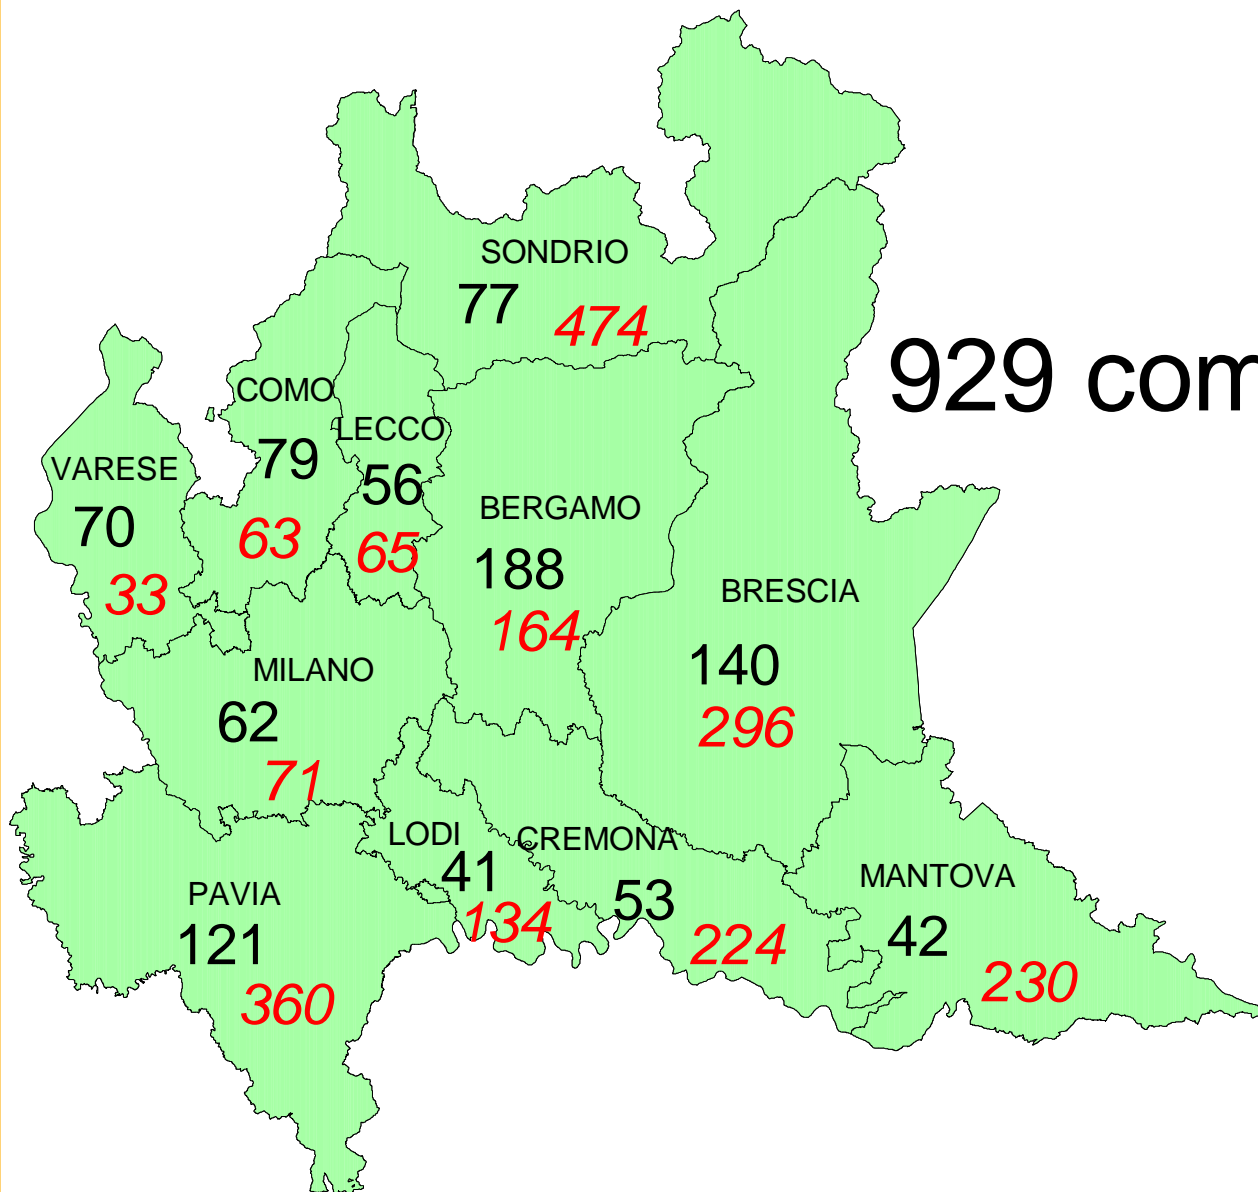 SONDRIO
77 474
929 com
COMO
79
63
LECCO
56
65
VARESE
70
33
BERGAMO
188
164
BRESCIA
140
296
MILANO
62
71
LODI
41
134
CREMONA
53
224
MANTOVA
42
230
PAVIA
121
360